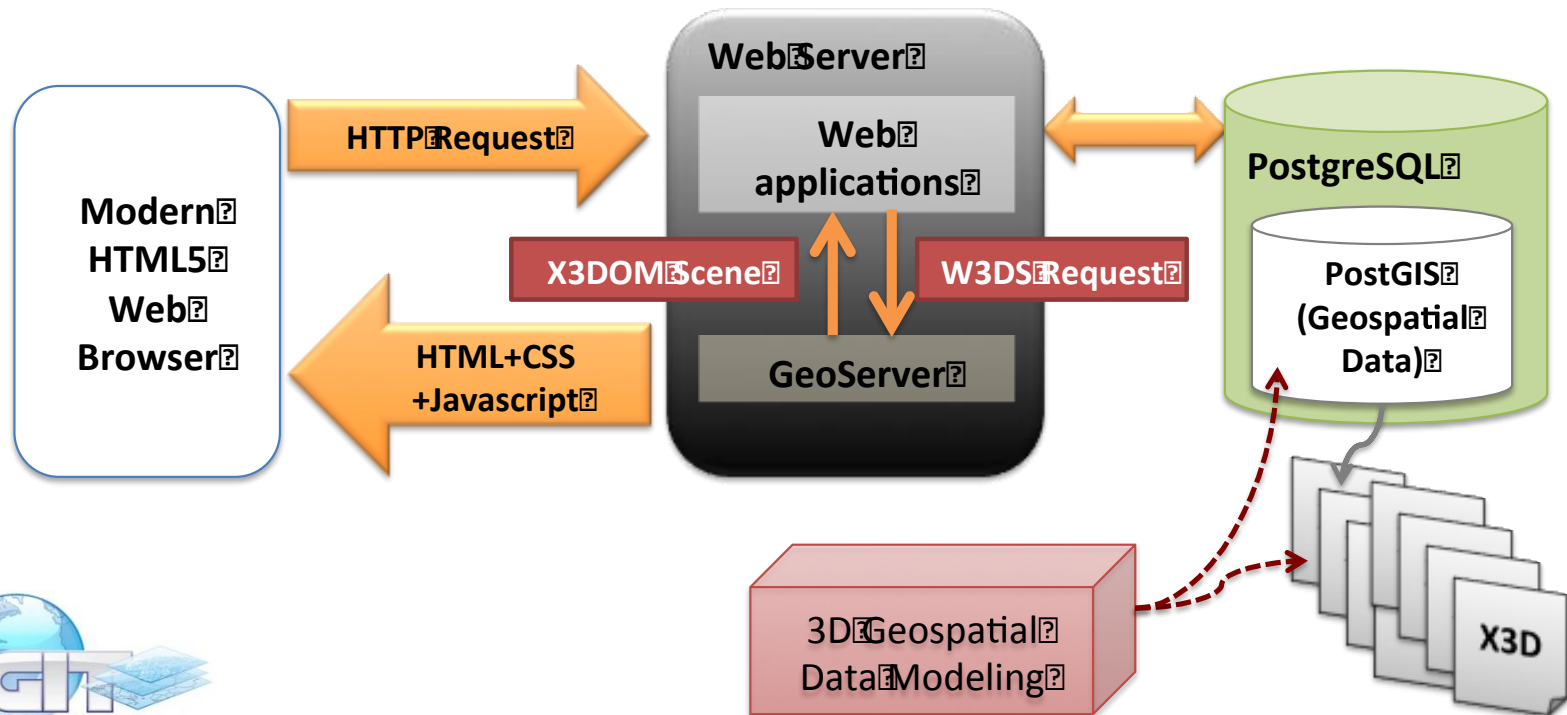 Modern
HTML5
Web
Browser
HTTP Request
HTML+CSS
+Javascript
Web Server
Web
applications
X3DOM Scene
W3DS Request
GeoServer
PostgreSQL
PostGIS
(Geospatial
Data)
3D Geospatial
Data Modeling
X3D